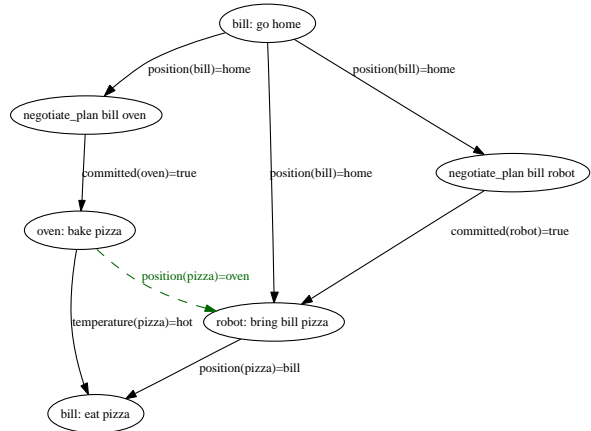 bill: go home
position(bill)=home
position(bill)=home
negotiate_plan bill oven
committed(oven)=true
position(bill)=home
negotiate_plan bill robot
oven: bake pizza
committed(robot)=true
position(pizza)=oven
temperature(pizza)=hot
robot: bring bill pizza
position(pizza)=bill
bill: eat pizza